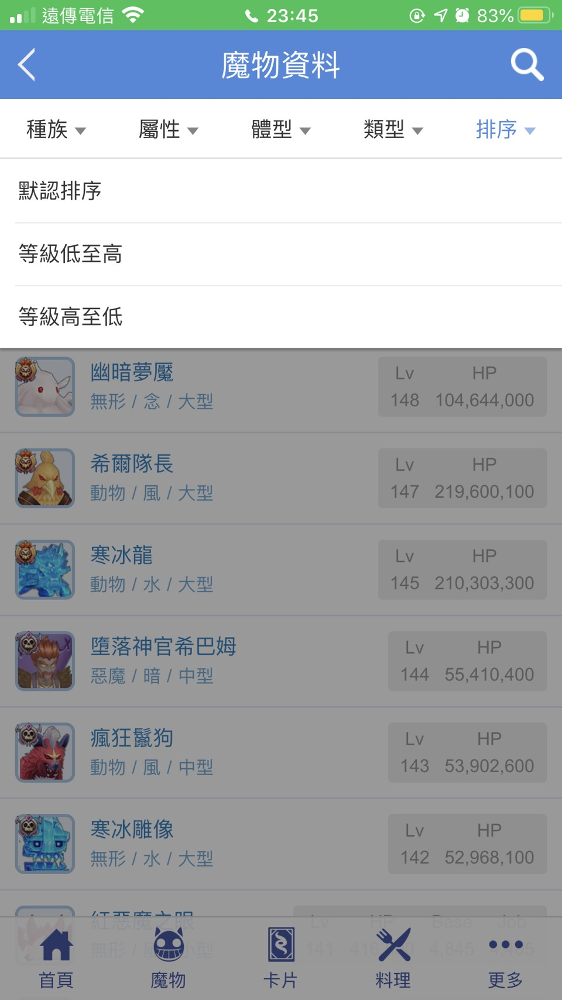 遠傳電信 23:45 83%
魔物資料
種族 屬性 體型 類型 排序
默認排序
等級低至高
等級高至低
幽暗夢魘 Lv HP
無形 / 念 / 大型 148 104,644,000
希爾隊長 Lv HP
動物 / 風 / 大型 147 219,600,100
寒冰龍 Lv HP
動物 / 水 / 大型 145 210,303,300
墮落神官希巴姆 Lv HP
惡魔 / 暗 / 中型 144 55,410,400
瘋狂鬣狗 Lv HP
動物 / 風 / 中型 143 53,902,600
寒冰雕像 Lv HP
無形 / 水 / 大型 142 52,968,100
紅惡魔之眼 Lv HP Base Job
無形 / 風 小型 141 4,845
首頁 魔物 卡片 料理 更多